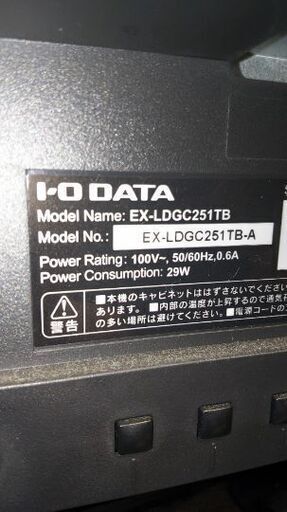 I-O DATA
Model Name: EX-LDGC251TB
Model No.: EX-LDGC251TB-A
Power Rating: 100V~, 50/60Hz,0.6A
Power Consumption: 29W
警告
■本機のキャビネットははずさないでくださ
あります。■内部の温度が上昇するので通気
の多い場所は避けてください。■電源コードの